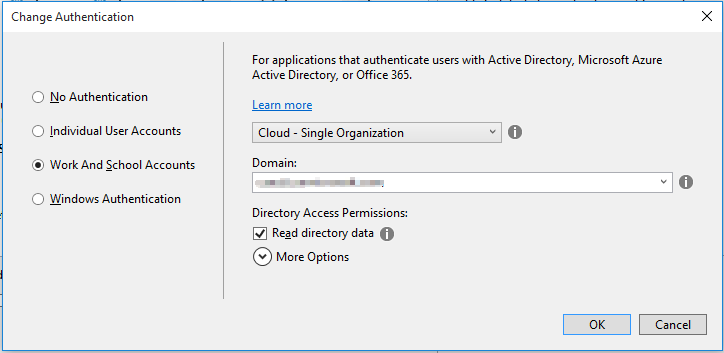 Change Authentication
For applications that authenticate users with Active Directory, Microsoft Azure
Active Directory, or Office 365.
No Authentication
Learn more
Individual User Accounts
Cloud - Single Organization
Work And School Accounts
Domain:
Windows Authentication
Directory Access Permissions:
Read directory data
More Options
OK
Cancel